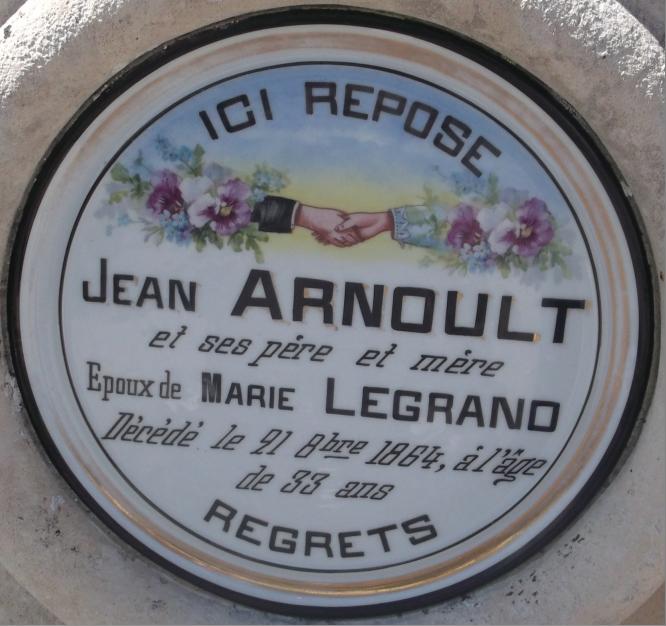 ICI REPOSE
JEAN ARNOULT
et ses père et mère
Epoux de MARIE LEGRAND
Décédé le 21 8bre 1864, à l'âge
de 33 ans
REGRETS